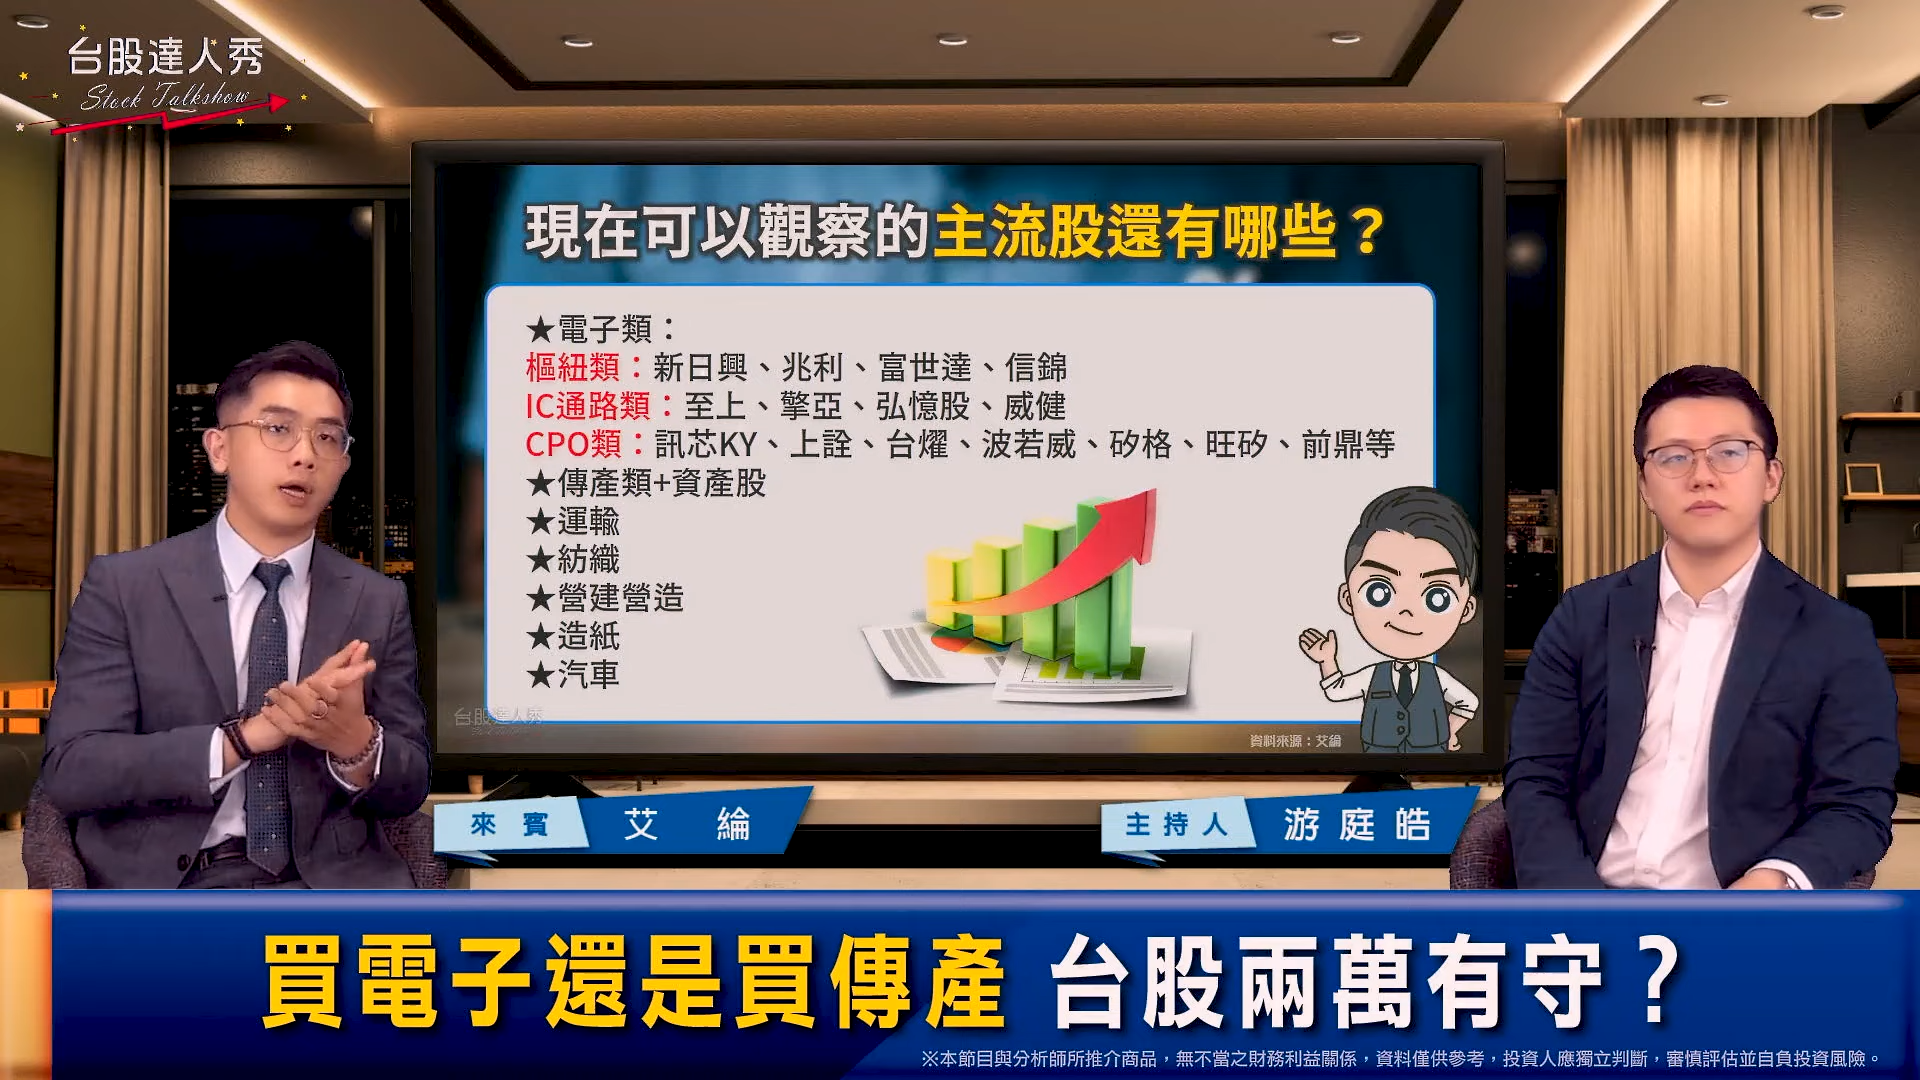 台股達人秀
Stock Talkshow
現在可以觀察的主流股還有哪些？
★電子類：
樞紐類：新日興、兆利、富世達、信錦
IC通路類：至上、擎亞、弘憶股、威健
CPO類：訊芯KY、上詮、台燿、波若威、矽格、旺矽、前鼎等
★傳產類+資產股
★運輸
★紡織
★營建營造
★造紙
★汽車
台股達人秀
資料來源：艾綸
來賓 艾綸
主持人 游庭皓
買電子還是買傳產 台股兩萬有守？
※本節目與分析師所推介商品，無不當之財務利益關係，資料僅供參考，投資人應獨立判斷，審慎評估並自負投資風險。